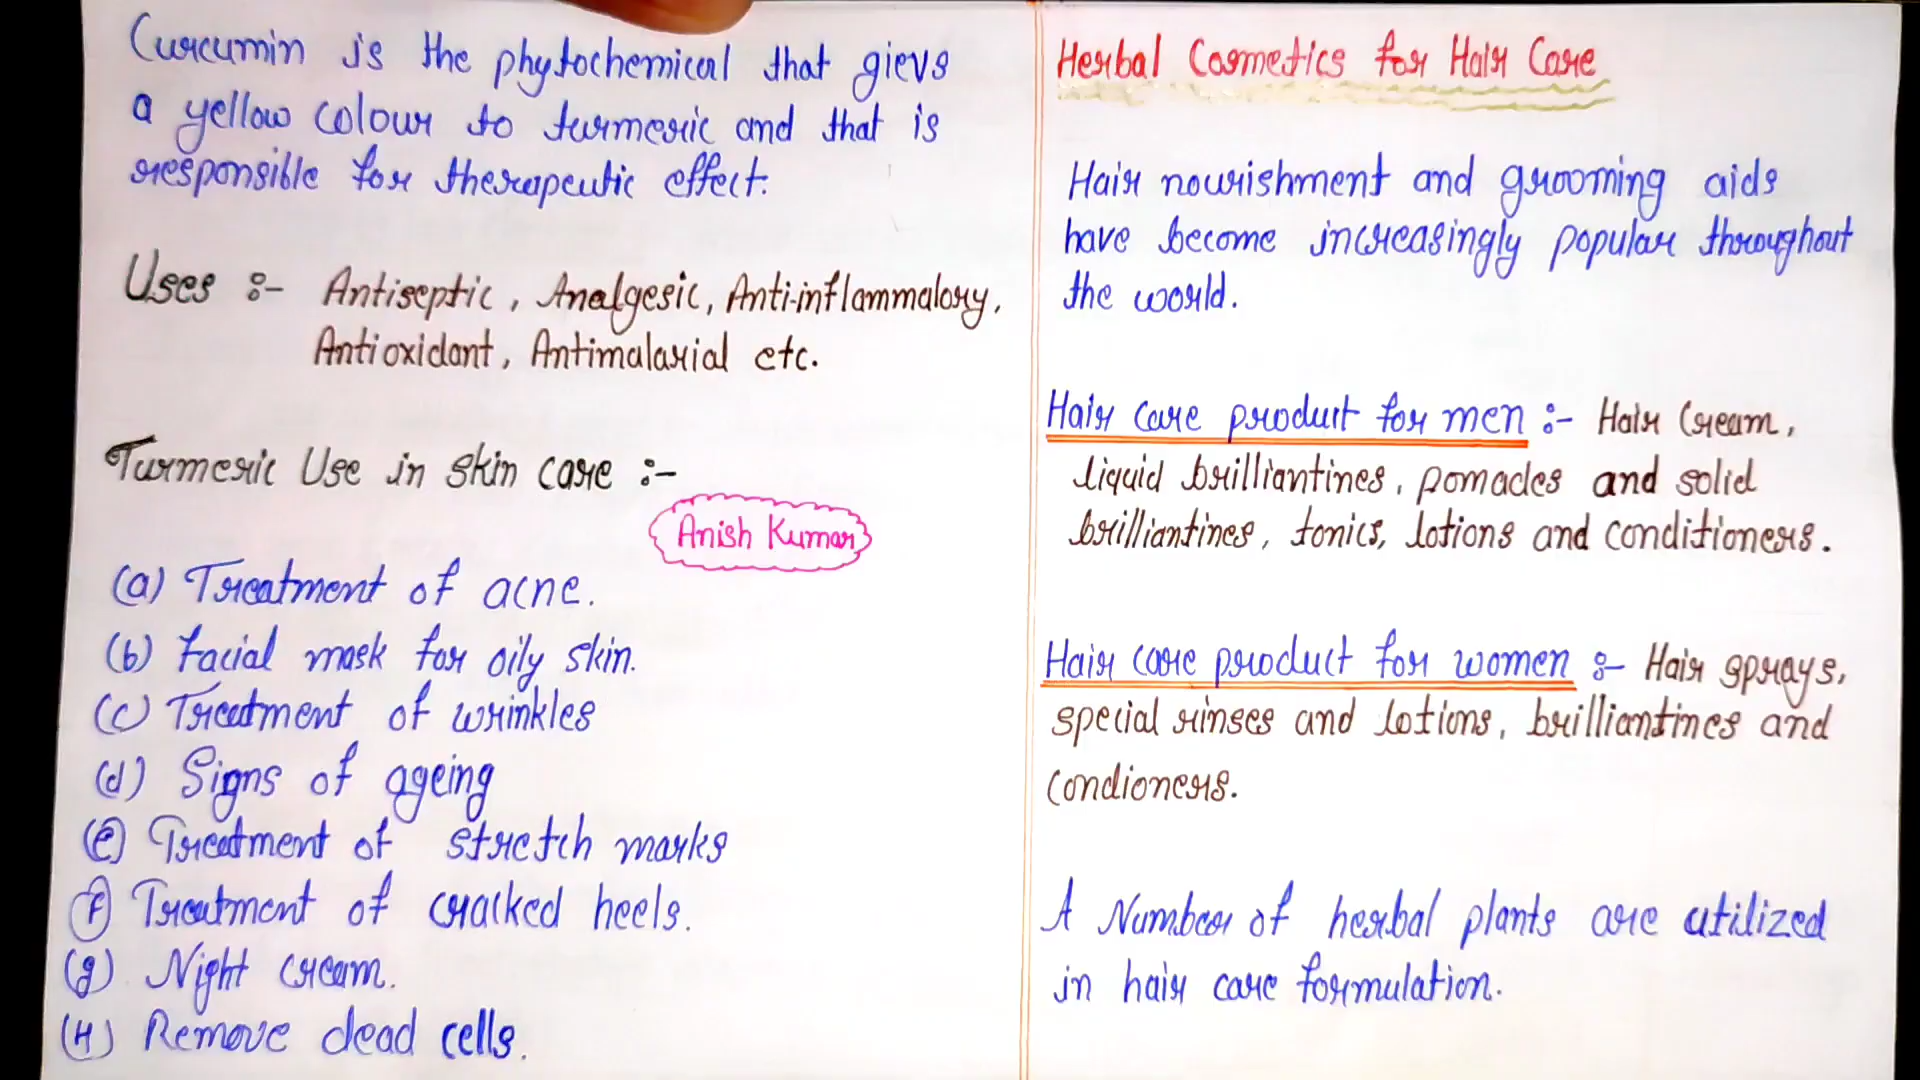 Curcumin is the phytochemical that gievs
a yellow colour to turmeric and that is
responsible for therapeutic effect.
Uses :- Antiseptic, Analgesic, Anti-inflammalory,
Antioxidant, Antimalarial etc.
Turmeric Use in skin care :-
Anish Kumar
(a) Treatment of acne.
(b) facial mask for oily skin.
(c) Treatment of wrinkles
(d) Signs of ageing
(e) Treatment of stretch marks
(f) Treatment of cracked heels.
(g) Night cream.
(H) Remove dead cells.
Herbal Cosmetics for Hair Care
Hair nourishment and grooming aids
have become increasingly popular throughout
the world.
Hair care product for men :- Hair Cream,
liquid brilliantines, pomades and solid
brilliantines, tonics, lotions and conditioners.
Hair care product for women :- Hair sprays,
special rinses and lotions, brilliantines and
condioners.
A Number of herbal plants are utilized
in hair care formulation.